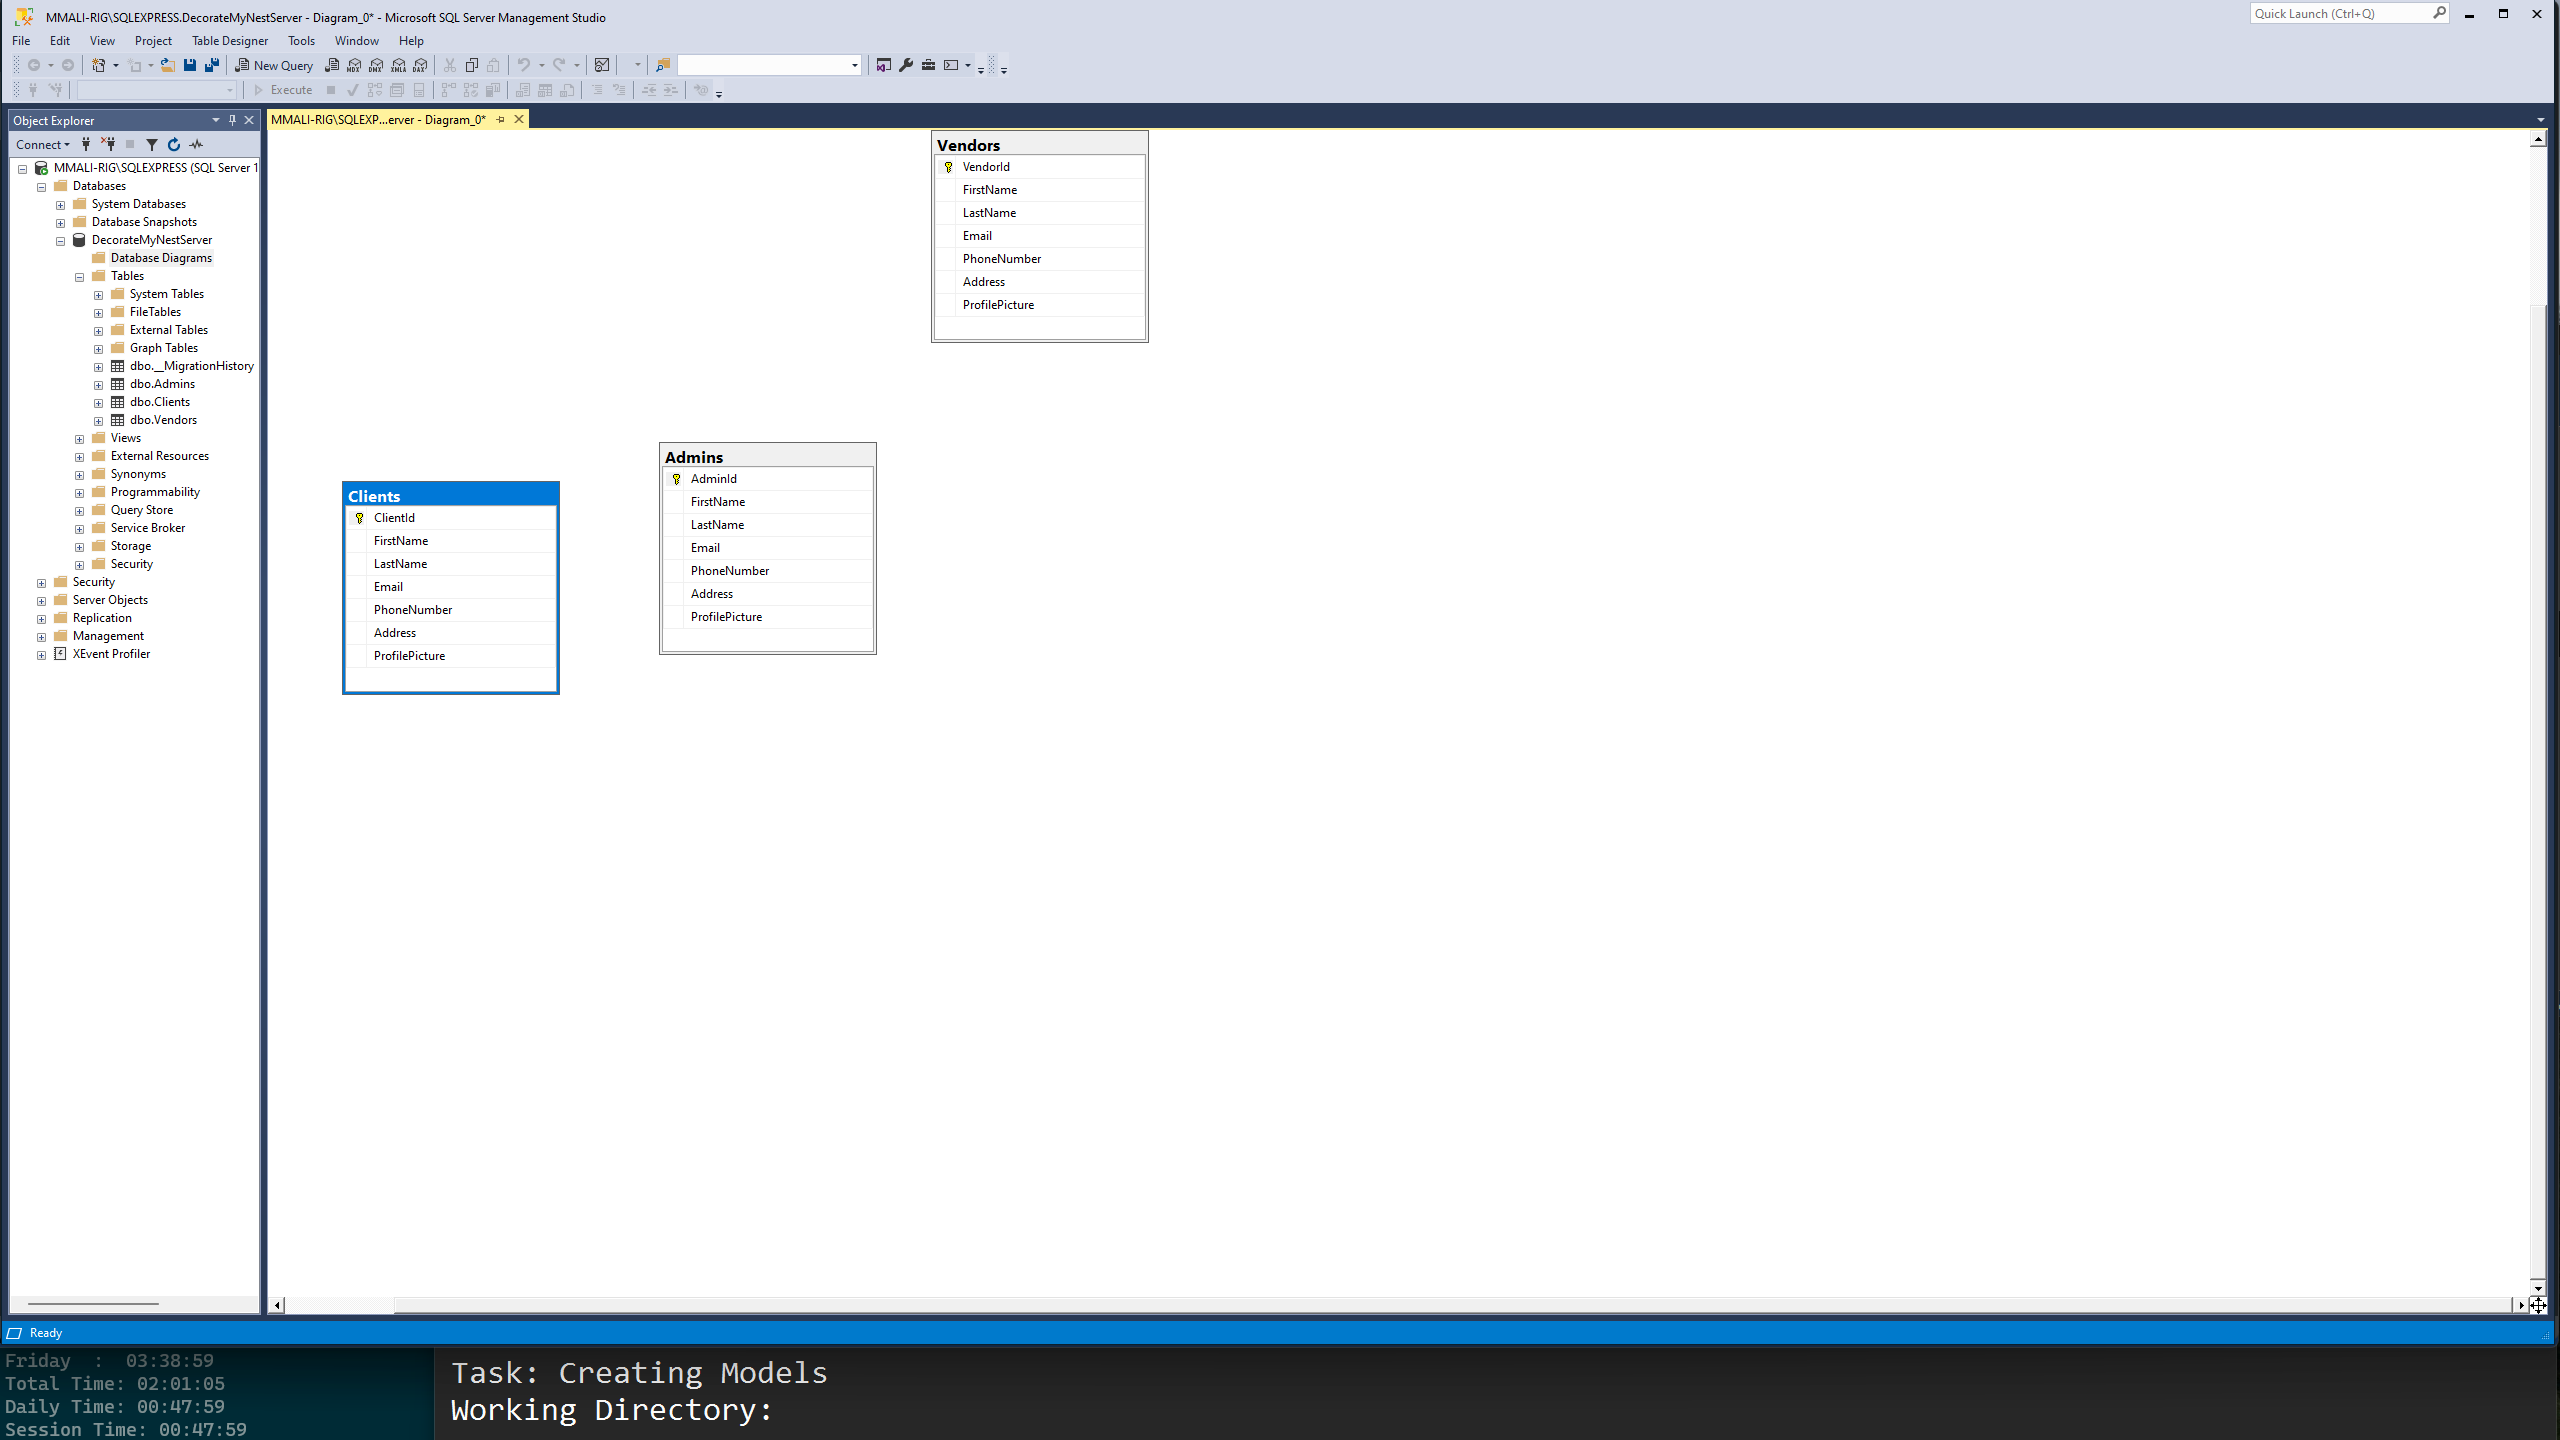 MMALI-RIG\SQLEXPRESS.DecorateMyNestServer - Diagram_0* - Microsoft SQL Server Management Studio
Quick Launch (Ctrl+Q)
File Edit View Project Table Designer Tools Window Help
New Query
MDX DMX XMLA DAX
Execute
Object Explorer
MMALI-RIG\SQLEXP...erver - Diagram_0*
Connect
MMALI-RIG\SQLEXPRESS (SQL Server 1
Databases
System Databases
Database Snapshots
DecorateMyNestServer
Database Diagrams
Tables
System Tables
FileTables
External Tables
Graph Tables
dbo.__MigrationHistory
dbo.Admins
dbo.Clients
dbo.Vendors
Views
External Resources
Synonyms
Programmability
Query Store
Service Broker
Storage
Security
Security
Server Objects
Replication
Management
XEvent Profiler
Vendors
VendorId
FirstName
LastName
Email
PhoneNumber
Address
ProfilePicture
Admins
AdminId
FirstName
LastName
Email
PhoneNumber
Address
ProfilePicture
Clients
ClientId
FirstName
LastName
Email
PhoneNumber
Address
ProfilePicture
Ready
Friday : 03:38:59
Total Time: 02:01:05
Daily Time: 00:47:59
Session Time: 00:47:59
Task: Creating Models
Working Directory: